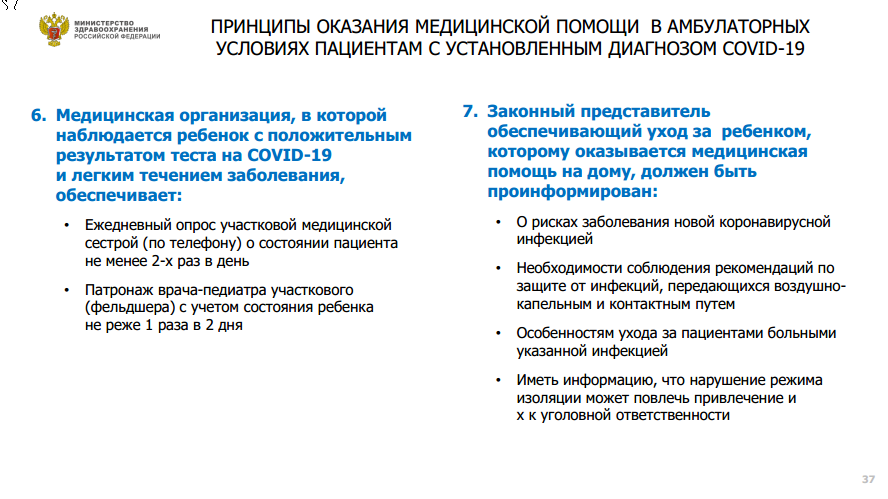 МИНИСТЕРСТВО
ЗДРАВООХРАНЕНИЯ
РОССИЙСКОЙ ФЕДЕРАЦИИ
ПРИНЦИПЫ ОКАЗАНИЯ МЕДИЦИНСКОЙ ПОМОЩИ В АМБУЛАТОРНЫХ
УСЛОВИЯХ ПАЦИЕНТАМ С УСТАНОВЛЕННЫМ ДИАГНОЗОМ COVID-19
6. Медицинская организация, в которой
наблюдается ребенок с положительным
результатом теста на COVID-19
и легким течением заболевания,
обеспечивает:
• Ежедневный опрос участковой медицинской
сестрой (по телефону) о состоянии пациента
не менее 2-х раз в день
• Патронаж врача-педиатра участкового
(фельдшера) с учетом состояния ребенка
не реже 1 раза в 2 дня
7. Законный представитель
обеспечивающий уход за ребенком,
которому оказывается медицинская
помощь на дому, должен быть
проинформирован:
• О рисках заболевания новой коронавирусной
инфекцией
• Необходимости соблюдения рекомендаций по
защите от инфекций, передающихся воздушно-
капельным и контактным путем
• Особенностям ухода за пациентами больными
указанной инфекцией
• Иметь информацию, что нарушение режима
изоляции может повлечь привлечение и
х к уголовной ответственности
37